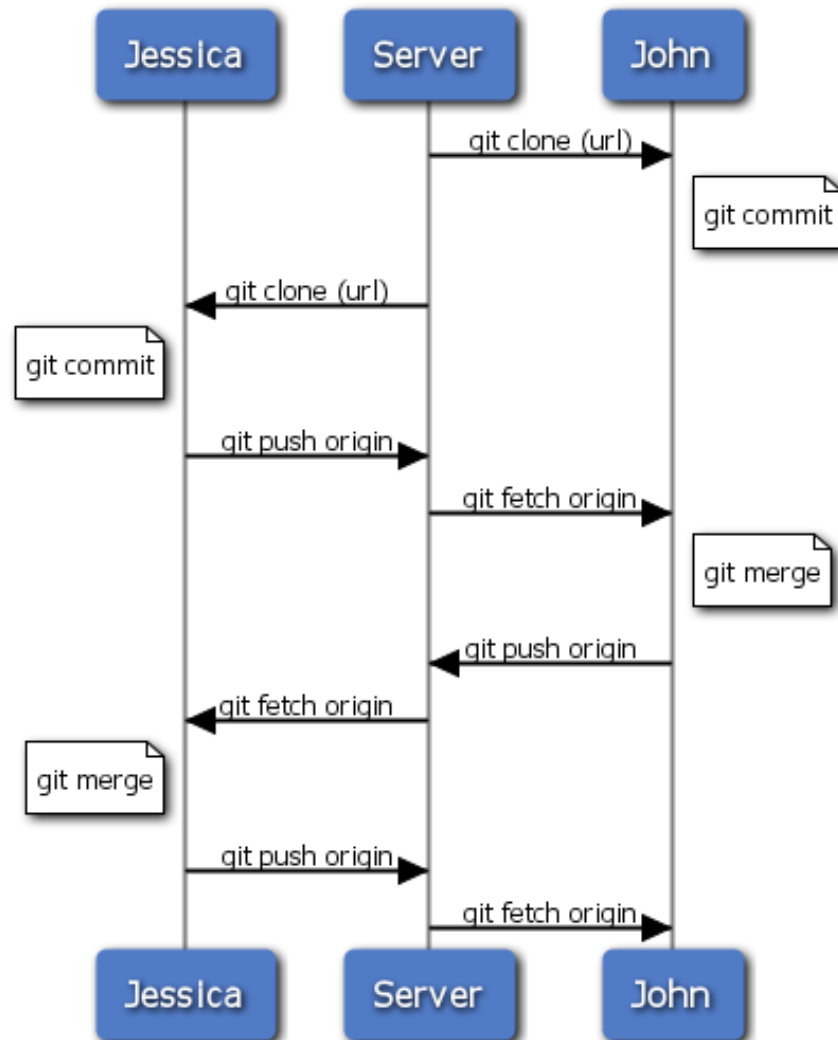 Jessica
Server
John
git clone (url)
git commit
git clone (url)
git commit
git push origin
git fetch origin
git merge
git push origin
git fetch origin
git merge
git push origin
git fetch origin
Jessica
Server
John